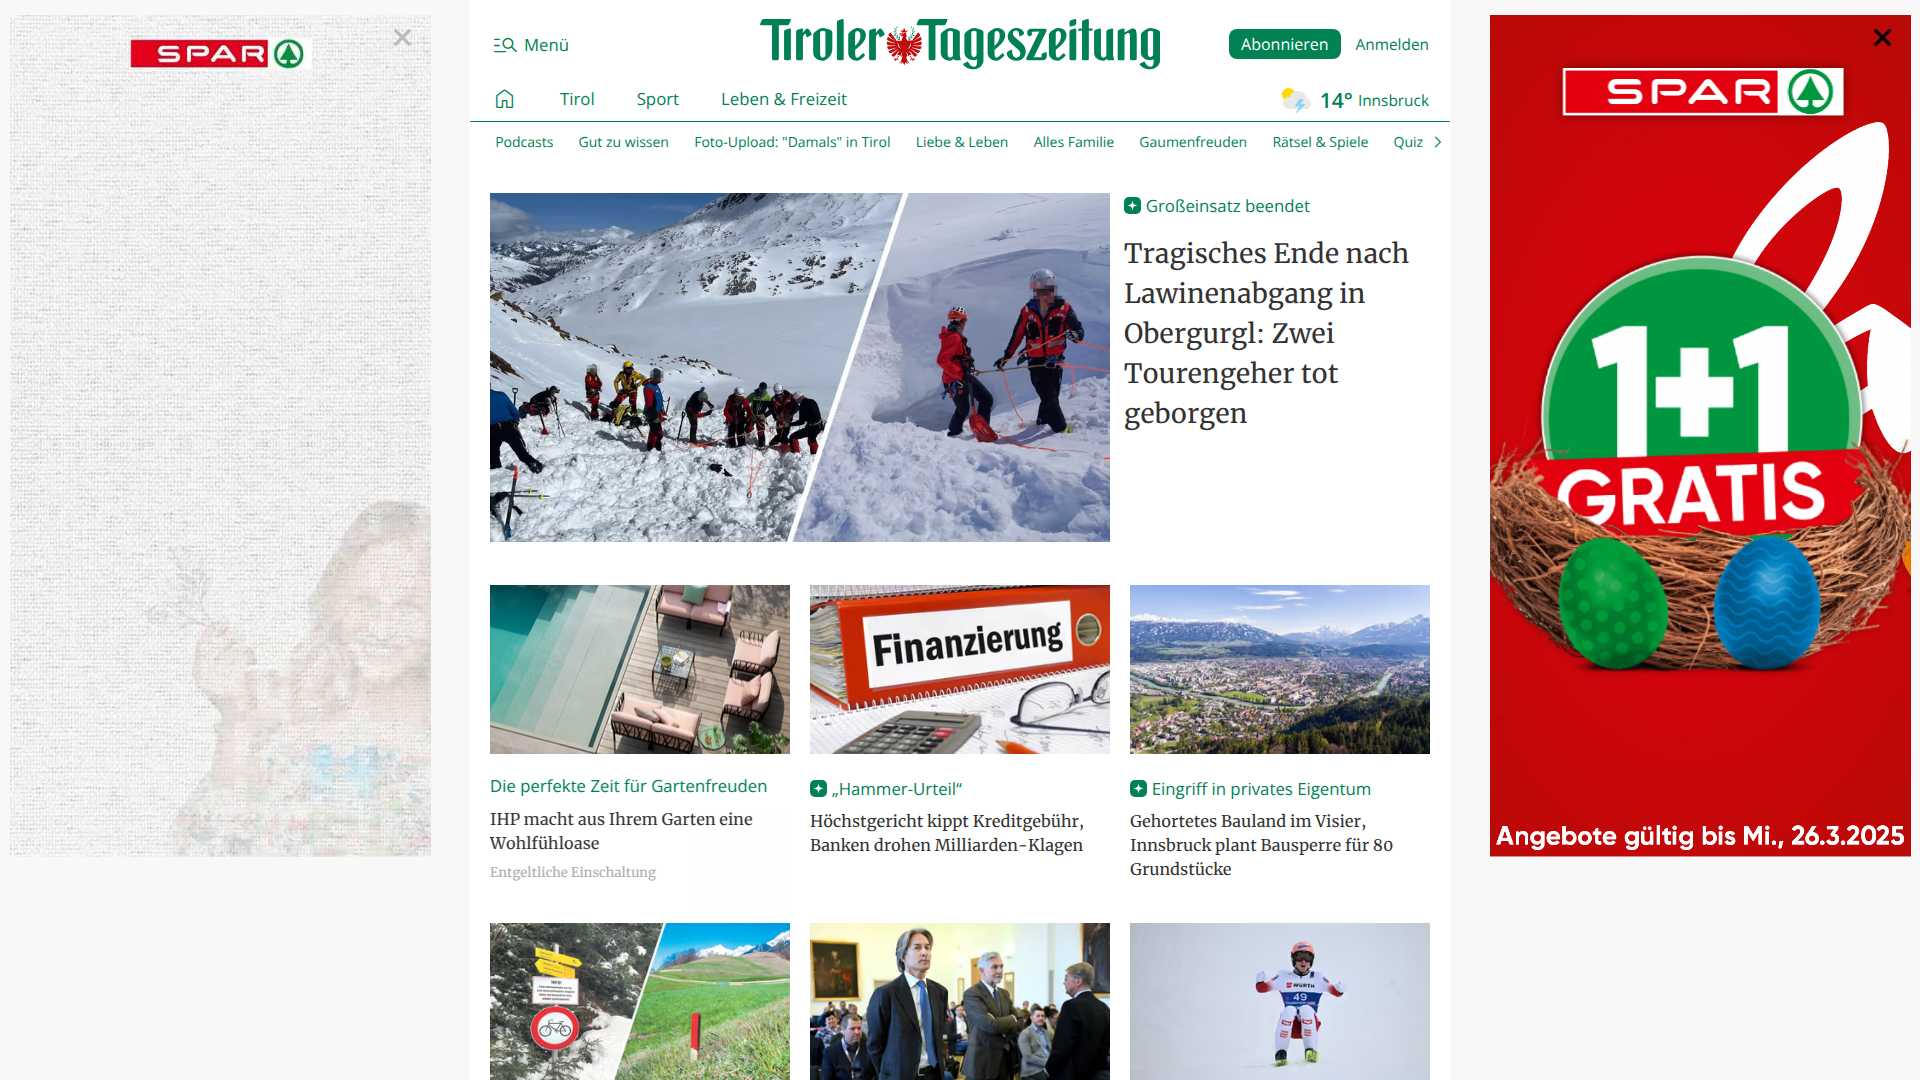 SPAR
Menü
Tiroler Tageszeitung
Abonnieren
Anmelden
Tirol
Sport
Leben & Freizeit
14° Innsbruck
Podcasts
Gut zu wissen
Foto-Upload: "Damals" in Tirol
Liebe & Leben
Alles Familie
Gaumenfreuden
Rätsel & Spiele
Quiz
Großeinsatz beendet
Tragisches Ende nach
Lawinenabgang in
Obergurgl: Zwei
Tourengeher tot
geborgen
Finanzierung
Die perfekte Zeit für Gartenfreuden
IHP macht aus Ihrem Garten eine
Wohlfühloase
Entgeltliche Einschaltung
„Hammer-Urteil“
Höchstgericht kippt Kreditgebühr,
Banken drohen Milliarden-Klagen
Eingriff in privates Eigentum
Gehortetes Bauland im Visier,
Innsbruck plant Bausperre für 80
Grundstücke
WÜRTH
49
SPAR
1+1
GRATIS
Angebote gültig bis Mi., 26.3.2025